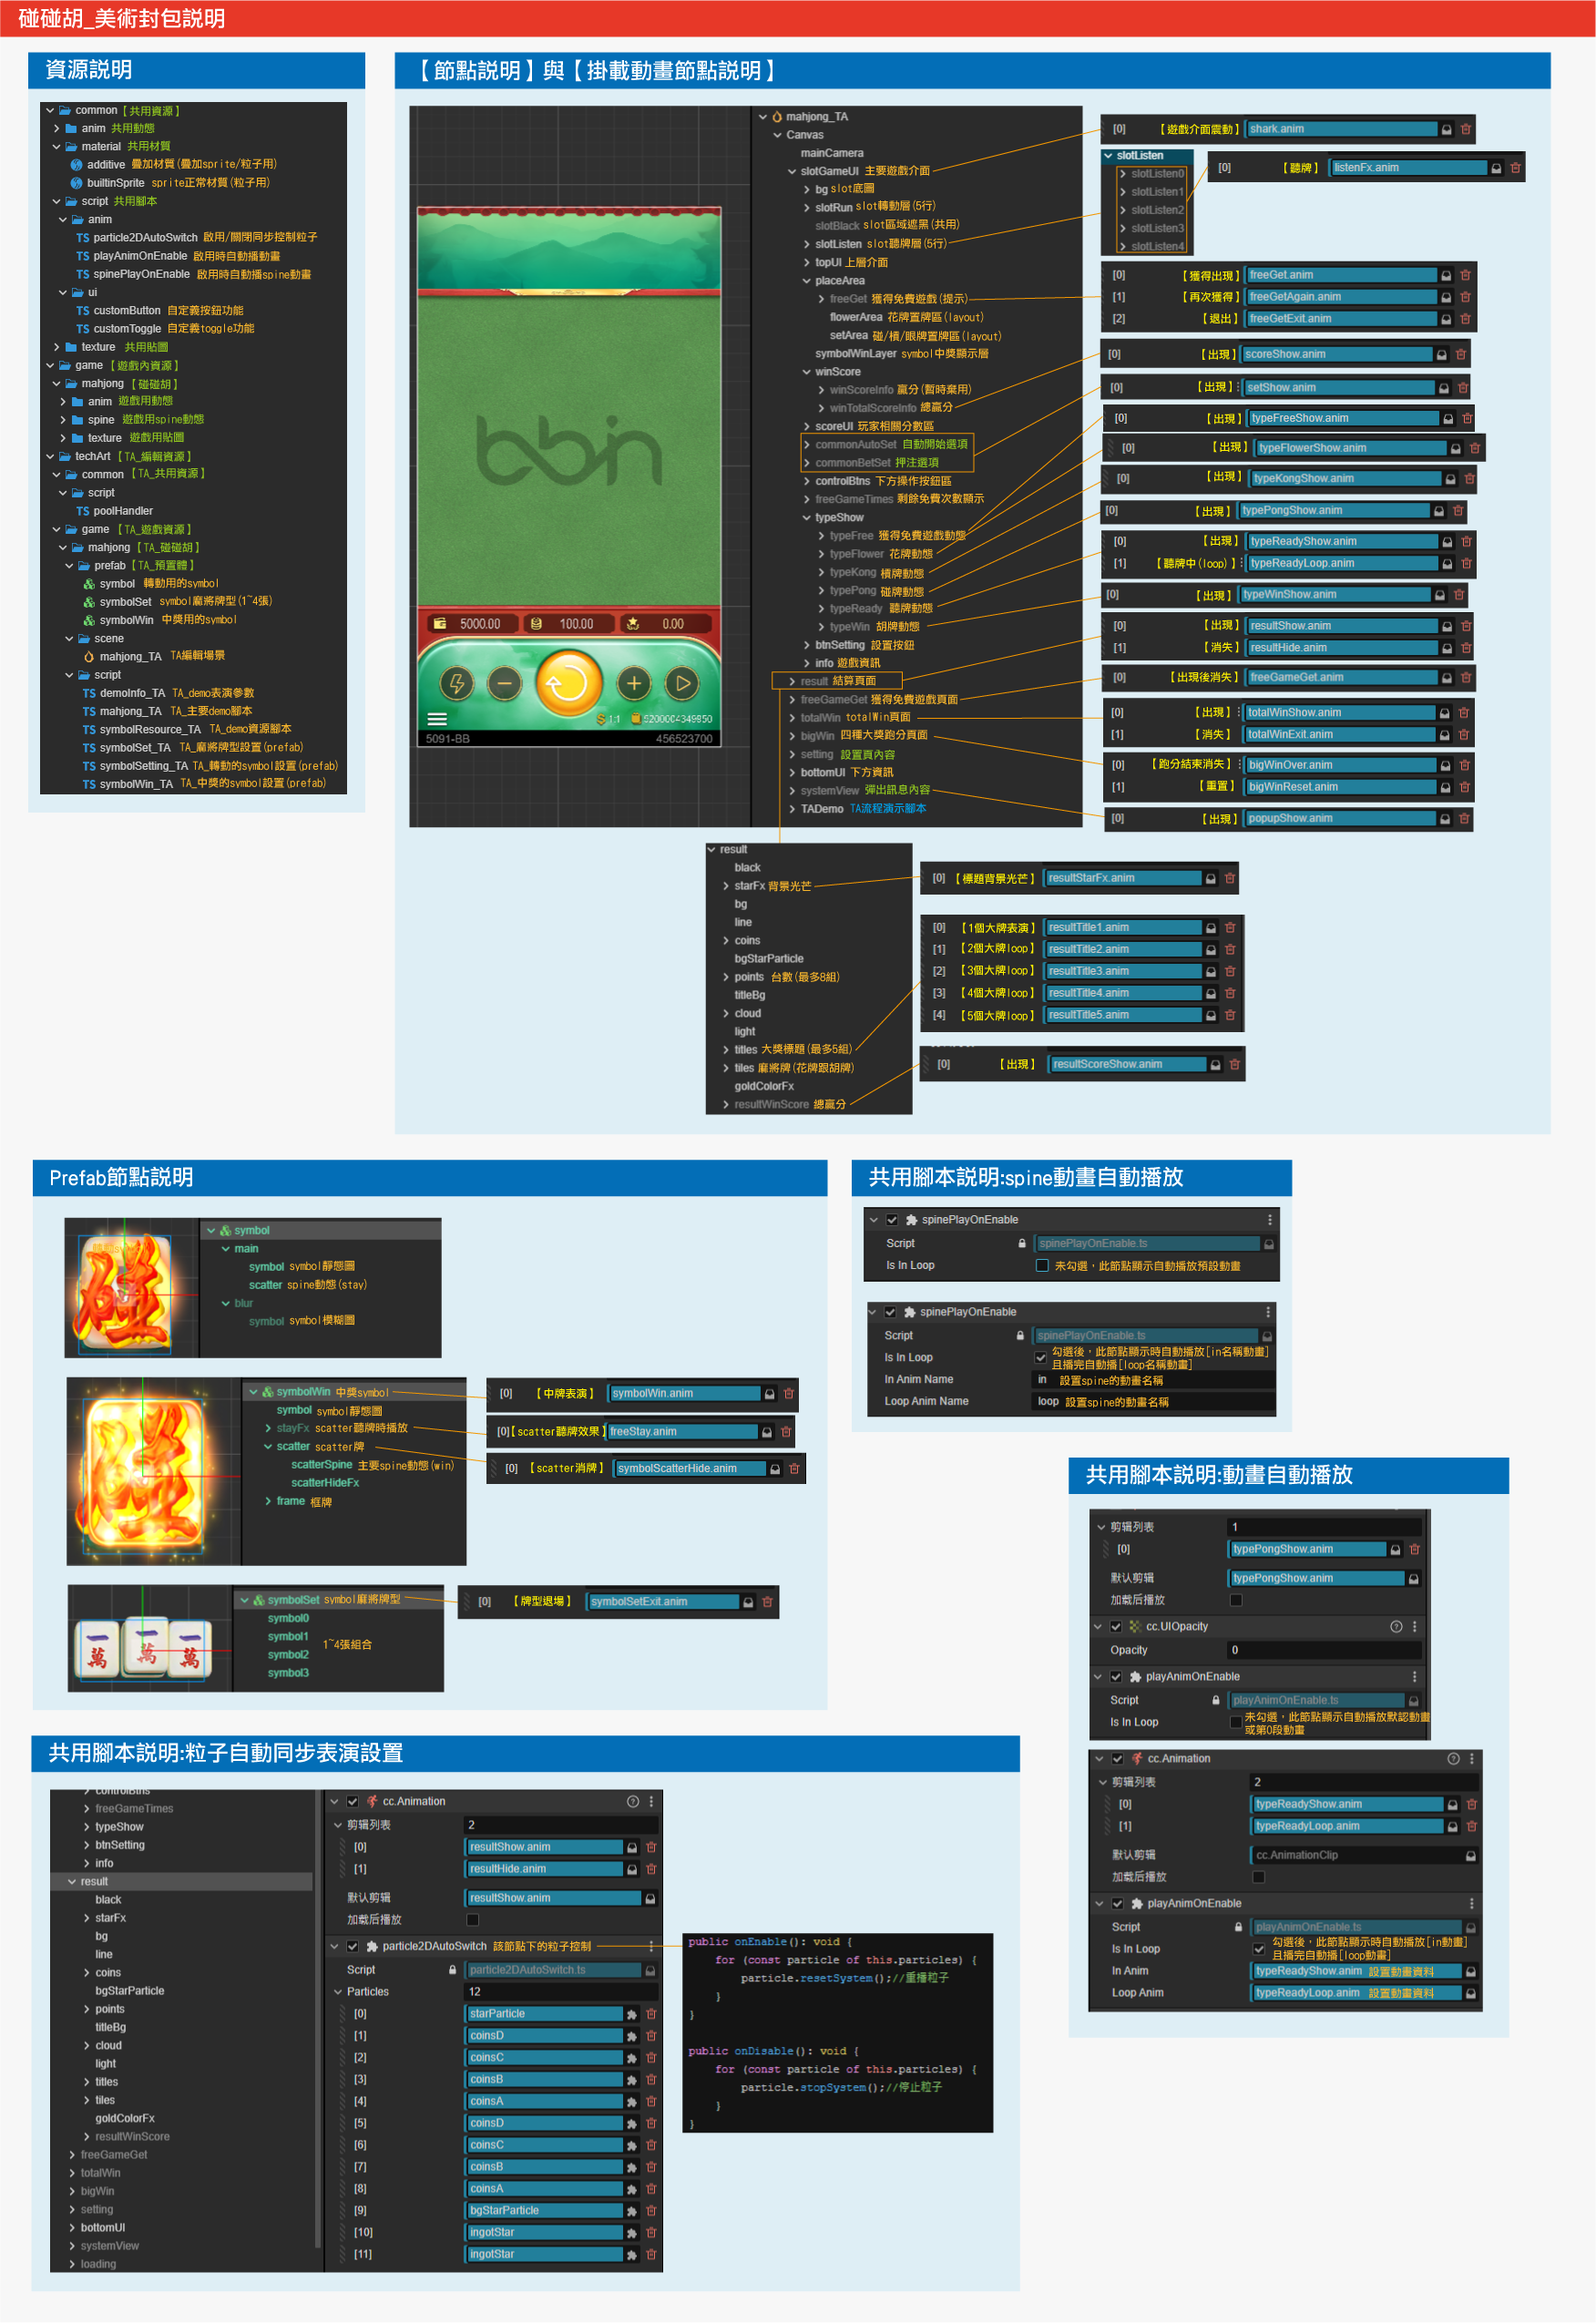 碰碰胡_美術封包説明
資源説明
common【共用資源】
anim 共用動態
material 共用材質
additive 疊加材質(疊加sprite/粒子用)
builtinSprite sprite正常材質(粒子用)
script 共用腳本
anim
TS particle2DAutoSwitch 啟用/關閉同步控制粒子
TS playAnimOnEnable 啟用時自動播動畫
TS spinePlayOnEnable 啟用時自動播spine動畫
ui
TS customButton 自定義按鈕功能
TS customToggle 自定義toggle功能
texture 共用貼圖
game【遊戲內資源】
mahjong【碰碰胡】
anim 遊戲用動態
spine 遊戲用spine動態
texture 遊戲用貼圖
techArt【TA_編輯資源】
common【TA_共用資源】
script
TS poolHandler
game【TA_遊戲資源】
mahjong【TA_碰碰胡】
prefab【TA_預置體】
symbol 轉動用的symbol
symbolSet symbol麻將牌型(1~4張)
symbolWin 中獎用的symbol
scene
mahjong_TA TA編輯場景
script
TS demoInfo_TA TA_demo表演參數
TS mahjong_TA TA_主要demo腳本
TS symbolResource_TA TA_demo資源腳本
TS symbolSet_TA TA_麻將牌型設置(prefab)
TS symbolSetting_TA TA_轉動的symbol設置(prefab)
TS symbolWin_TA TA_中獎的symbol設置(prefab)
【節點説明】與【掛載動畫節點説明】
bbin
5000.00
100.00
0.00
1:1
5200004349850
5091-BB
456523700
mahjong_TA
Canvas
mainCamera
slotGameUI 主要遊戲介面
bg slot底圖
slotRun slot轉動層(5行)
slotBlack slot區域遮黑(共用)
slotListen slot聽牌層(5行)
topUI 上層介面
placeArea
freeGet 獲得免費遊戲(提示)
flowerArea 花牌置牌區(layout)
setArea 碰/槓/眼牌置牌區(layout)
symbolWinLayer symbol中獎顯示層
winScore
winScoreInfo 贏分(暫時棄用)
winTotalScoreInfo 總贏分
scoreUI 玩家相關分數區
commonAutoSet 自動開始選項
commonBetSet 押注選項
controlBtns 下方操作按鈕區
freeGameTimes 剩餘免費次數顯示
typeShow
typeFree 獲得免費遊戲動態
typeFlower 花牌動態
typeKong 槓牌動態
typePong 碰牌動態
typeReady 聽牌動態
typeWin 胡牌動態
btnSetting 設置按鈕
info 遊戲資訊
result 結算頁面
freeGameGet 獲得免費遊戲頁面
totalWin totalWin頁面
bigWin 四種大獎跑分頁面
setting 設置頁內容
bottomUI 下方資訊
systemView 彈出訊息內容
TADemo TA流程演示腳本
[0] 【遊戲介面震動】 shark.anim
slotListen
slotListen0
slotListen1
slotListen2
slotListen3
slotListen4
[0] 【聽牌】 listenFx.anim
[0] 【獲得出現】 freeGet.anim
[1] 【再次獲得】 freeGetAgain.anim
[2] 【退出】 freeGetExit.anim
[0] 【出現】 scoreShow.anim
[0] 【出現】 setShow.anim
[0] 【出現】 typeFreeShow.anim
[0] 【出現】 typeFlowerShow.anim
[0] 【出現】 typeKongShow.anim
[0] 【出現】 typePongShow.anim
[0] 【出現】 typeReadyShow.anim
[1] 【聽牌中(loop)】 typeReadyLoop.anim
[0] 【出現】 typeWinShow.anim
[0] 【出現】 resultShow.anim
[1] 【消失】 resultHide.anim
[0] 【出現後消失】 freeGameGet.anim
[0] 【出現】 totalWinShow.anim
[1] 【消失】 totalWinExit.anim
[0] 【跑分結束消失】 bigWinOver.anim
[1] 【重置】 bigWinReset.anim
[0] 【出現】 popupShow.anim
result
black
starFx 背景光芒
bg
line
coins
bgStarParticle
points 台數(最多8組)
titleBg
cloud
light
titles 大獎標題(最多5組)
tiles 麻將牌(花牌跟胡牌)
goldColorFx
resultWinScore 總贏分
[0] 【標題背景光芒】 resultStarFx.anim
[0] 【1個大牌表演】 resultTitle1.anim
[1] 【2個大牌loop】 resultTitle2.anim
[2] 【3個大牌loop】 resultTitle3.anim
[3] 【4個大牌loop】 resultTitle4.anim
[4] 【5個大牌loop】 resultTitle5.anim
[0] 【出現】 resultScoreShow.anim
Prefab節點説明
碰
symbol
main
symbol symbol靜態圖
scatter spine動態(stay)
blur
symbol symbol模糊圖
symbolWin 中獎symbol
symbol symbol靜態圖
stayFx scatter聽牌時播放
scatter scatter牌
scatterSpine 主要spine動態(win)
scatterHideFx
frame 框牌
[0] 【中牌表演】 symbolWin.anim
[0]【scatter聽牌效果】 freeStay.anim
[0] 【scatter消牌】 symbolScatterHide.anim
一萬 一萬 一萬
symbolSet symbol麻將牌型
symbol0
symbol1
symbol2
symbol3
1~4張組合
[0] 【牌型退場】 symbolSetExit.anim
共用腳本説明:spine動畫自動播放
spinePlayOnEnable
Script spinePlayOnEnable.ts
Is In Loop 未勾選，此節點顯示自動播放預設動畫
spinePlayOnEnable
Script spinePlayOnEnable.ts
Is In Loop 勾選後，此節點顯示時自動播放[in名稱動畫]
且播完自動播[loop名稱動畫]
In Anim Name in 設置spine的動畫名稱
Loop Anim Name loop 設置spine的動畫名稱
共用腳本説明:動畫自動播放
剪辑列表 1
[0] typePongShow.anim
默认剪辑 typePongShow.anim
加载后播放
cc.UIOpacity
Opacity 0
playAnimOnEnable
Script playAnimOnEnable.ts
Is In Loop 未勾選，此節點顯示自動播放默認動畫
或第0段動畫
cc.Animation
剪辑列表 2
[0] typeReadyShow.anim
[1] typeReadyLoop.anim
默认剪辑 cc.AnimationClip
加载后播放
playAnimOnEnable
Script playAnimOnEnable.ts
Is In Loop 勾選後，此節點顯示時自動播放[in動畫]
且播完自動播[loop動畫]
In Anim typeReadyShow.anim 設置動畫資料
Loop Anim typeReadyLoop.anim 設置動畫資料
共用腳本説明:粒子自動同步表演設置
controlBtns
freeGameTimes
typeShow
btnSetting
info
result
black
starFx
bg
line
coins
bgStarParticle
points
titleBg
cloud
light
titles
tiles
goldColorFx
resultWinScore
freeGameGet
totalWin
bigWin
setting
bottomUI
systemView
loading
cc.Animation
剪辑列表 2
[0] resultShow.anim
[1] resultHide.anim
默认剪辑 resultShow.anim
加载后播放
particle2DAutoSwitch 該節點下的粒子控制
Script particle2DAutoSwitch.ts
Particles 12
[0] starParticle
[1] coinsD
[2] coinsC
[3] coinsB
[4] coinsA
[5] coinsD
[6] coinsC
[7] coinsB
[8] coinsA
[9] bgStarParticle
[10] ingotStar
[11] ingotStar
public onEnable(): void {
for (const particle of this.particles) {
particle.resetSystem();//重播粒子
}
}
public onDisable(): void {
for (const particle of this.particles) {
particle.stopSystem();//停止粒子
}
}